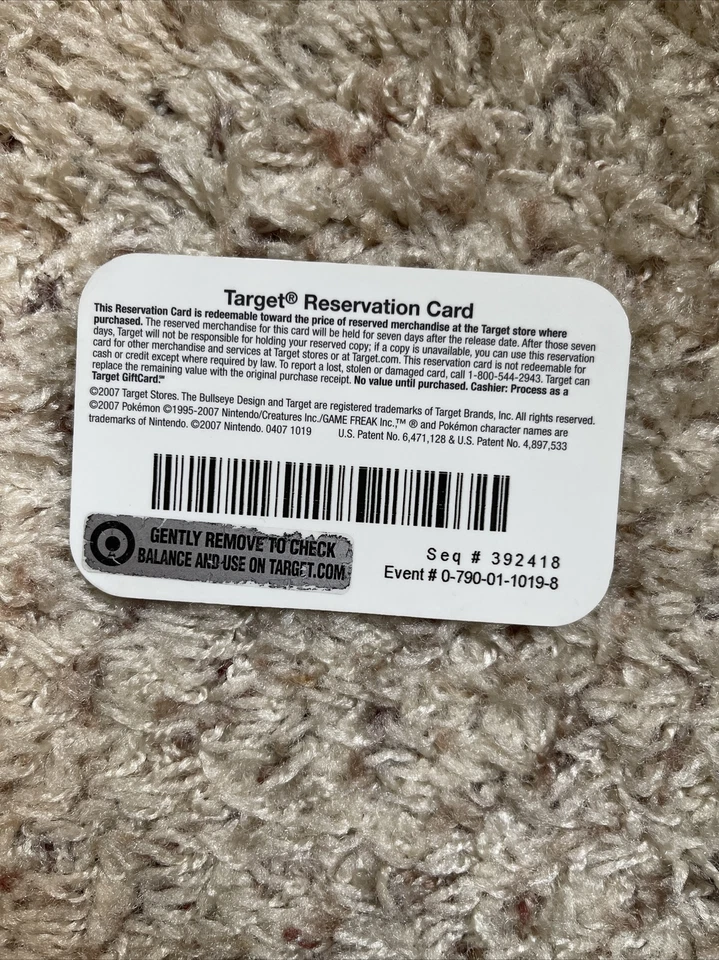 Target® Reservation Card
This Reservation Card is redeemable toward the price of reserved merchandise at the Target store where
purchased. The reserved merchandise for this card will be held for seven days after the release date. After those seven
days, Target will not be responsible for holding your reserved copy; if a copy is unavailable, you can use this reservation
card for other merchandise and services at Target stores or at Target.com. This reservation card is not redeemable for
cash or credit except where required by law. To report a lost, stolen or damaged card, call 1-800-544-2943. Target can
replace the remaining value with the original purchase receipt. No value until purchased. Cashier: Process as a
Target GiftCard.℠
©2007 Target Stores. The Bullseye Design and Target are registered trademarks of Target Brands, Inc. All rights reserved.
©2007 Pokémon ©1995-2007 Nintendo/Creatures Inc./GAME FREAK Inc.,™ ® and Pokémon character names are
trademarks of Nintendo. ©2007 Nintendo. 0407 1019 U.S. Patent No. 6,471,128 & U.S. Patent No. 4,897,533
GENTLY REMOVE TO CHECK
BALANCE AND USE ON TARGET.COM
Seq # 392418
Event # 0-790-01-1019-8